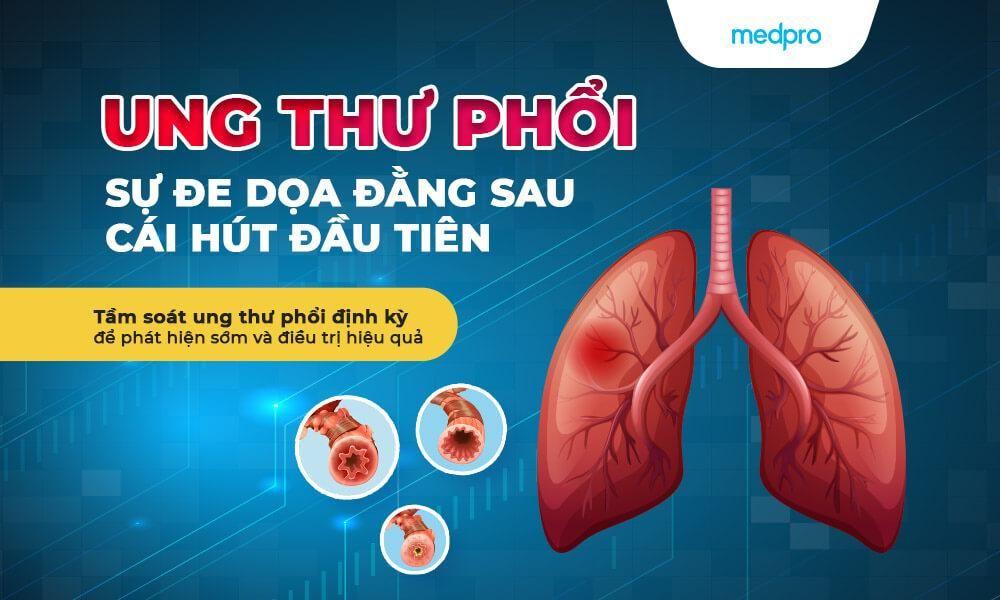 medpro
UNG THƯ PHỔI
SỰ ĐE DỌA ĐẰNG SAU
CÁI HÚT ĐẦU TIÊN
Tầm soát ung thư phổi định kỳ
để phát hiện sớm và điều trị hiệu quả